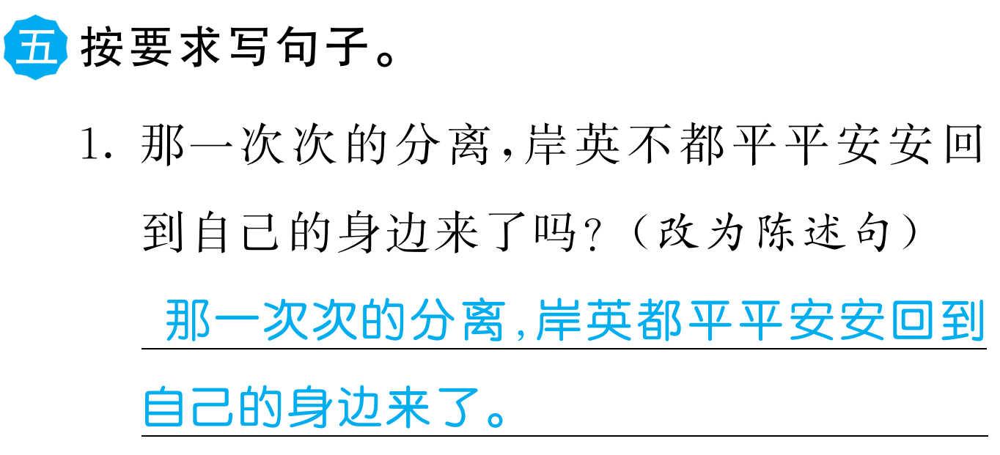 五 按要求写句子。
1. 那一次次的分离,岸英不都平平安安回
到自己的身边来了吗?(改为陈述句)
那一次次的分离,岸英都平平安安回到
自己的身边来了。